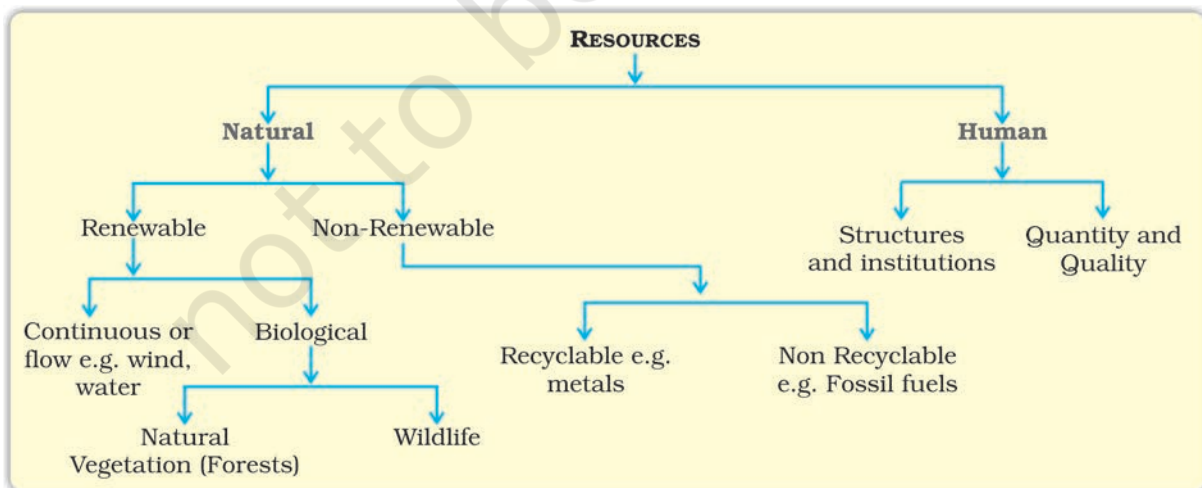 RESOURCES
Natural
Human
Renewable
Non-Renewable
Structures
and institutions
Quantity and
Quality
Continuous or
flow e.g. wind,
water
Biological
Recyclable e.g.
metals
Non Recyclable
e.g. Fossil fuels
Natural
Vegetation (Forests)
Wildlife
not to b